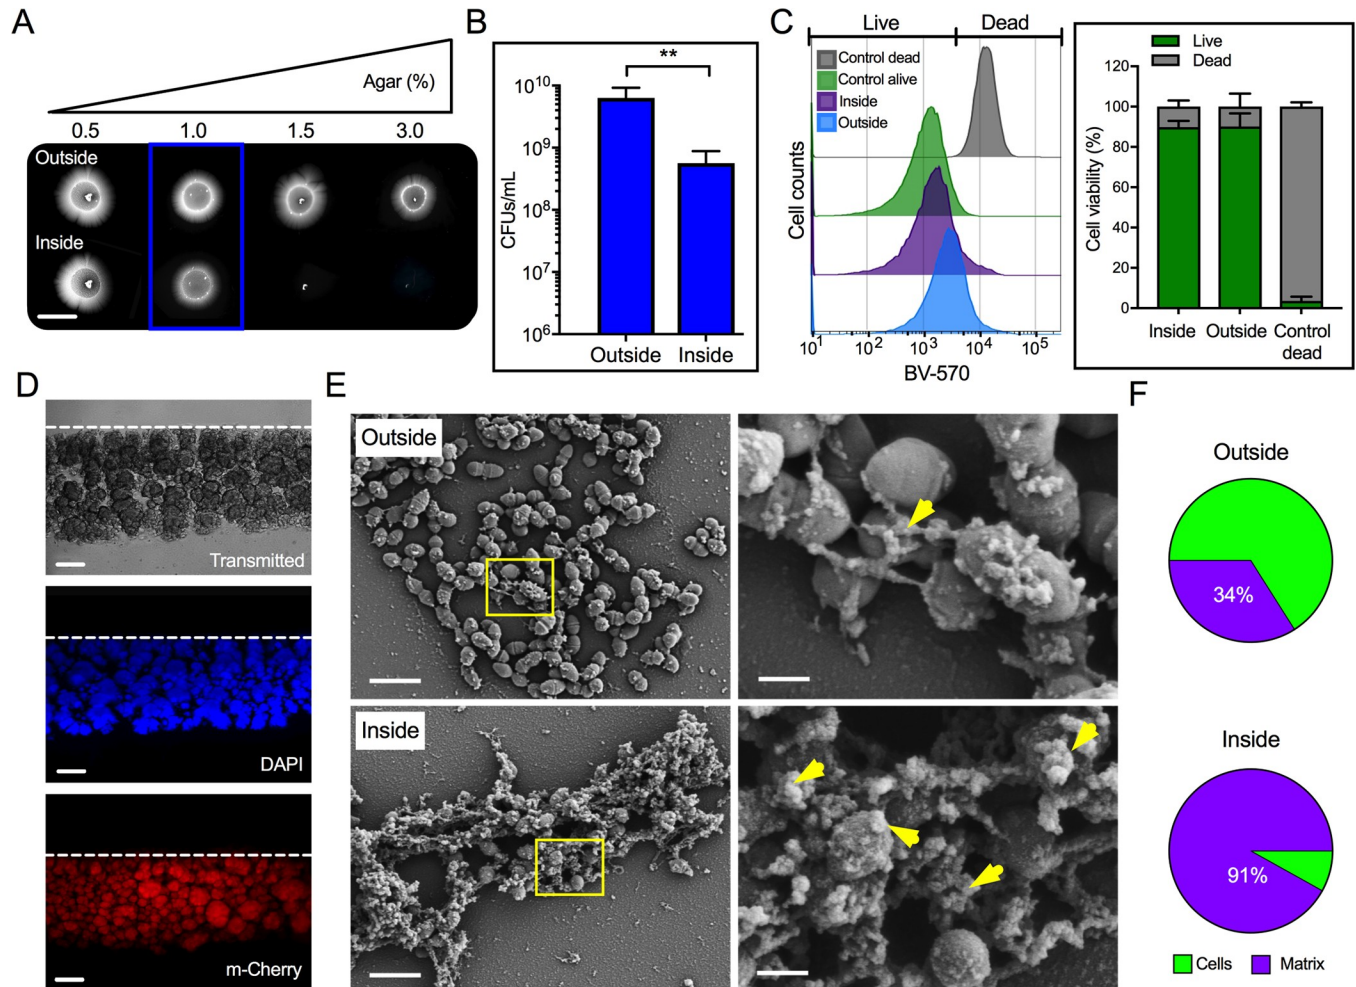 A
Agar (%)
0.5 1.0 1.5 3.0
Outside
Inside
B
**
CFUs/mL
10^10
10^9
10^8
10^7
10^6
Outside Inside
C
Live Dead
Control dead
Control alive
Inside
Outside
Cell counts
10^1 10^2 10^3 10^4 10^5
BV-570
Live
Dead
Cell viability (%)
120
100
80
60
40
20
0
Inside Outside Control
dead
D
Transmitted
DAPI
m-Cherry
E
Outside
Inside
F
Outside
34%
Inside
91%
Cells Matrix